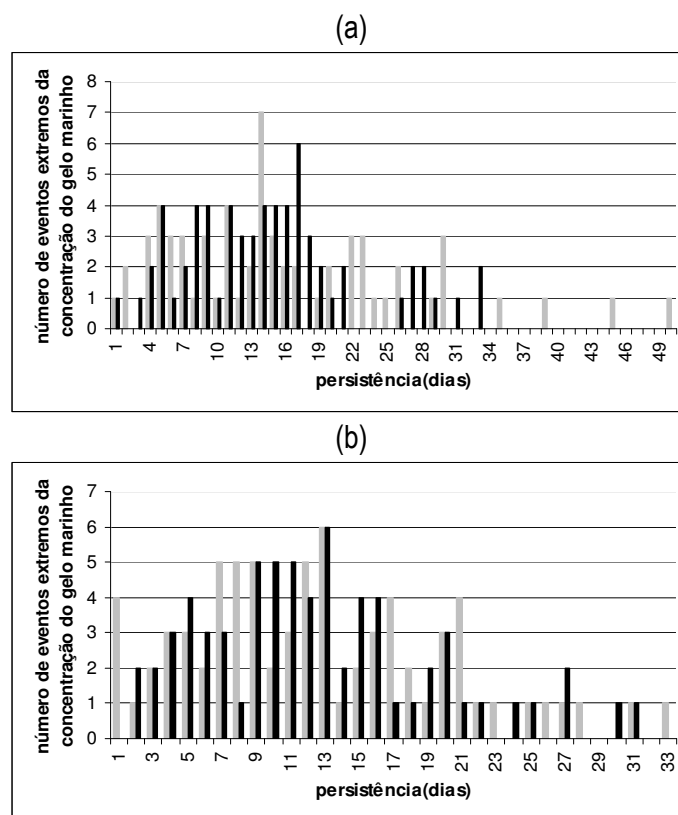 (a)
número de eventos extremos da
concentração do gelo marinho
8
7
6
5
4
3
2
1
0
1 4 7 10 13 16 19 22 25 28 31 34 37 40 43 46 49
persistência(dias)
(b)
número de eventos extremos da
concentração do gelo marinho
7
6
5
4
3
2
1
0
1 3 5 7 9 11 13 15 17 19 21 23 25 27 29 31 33
persistência(dias)